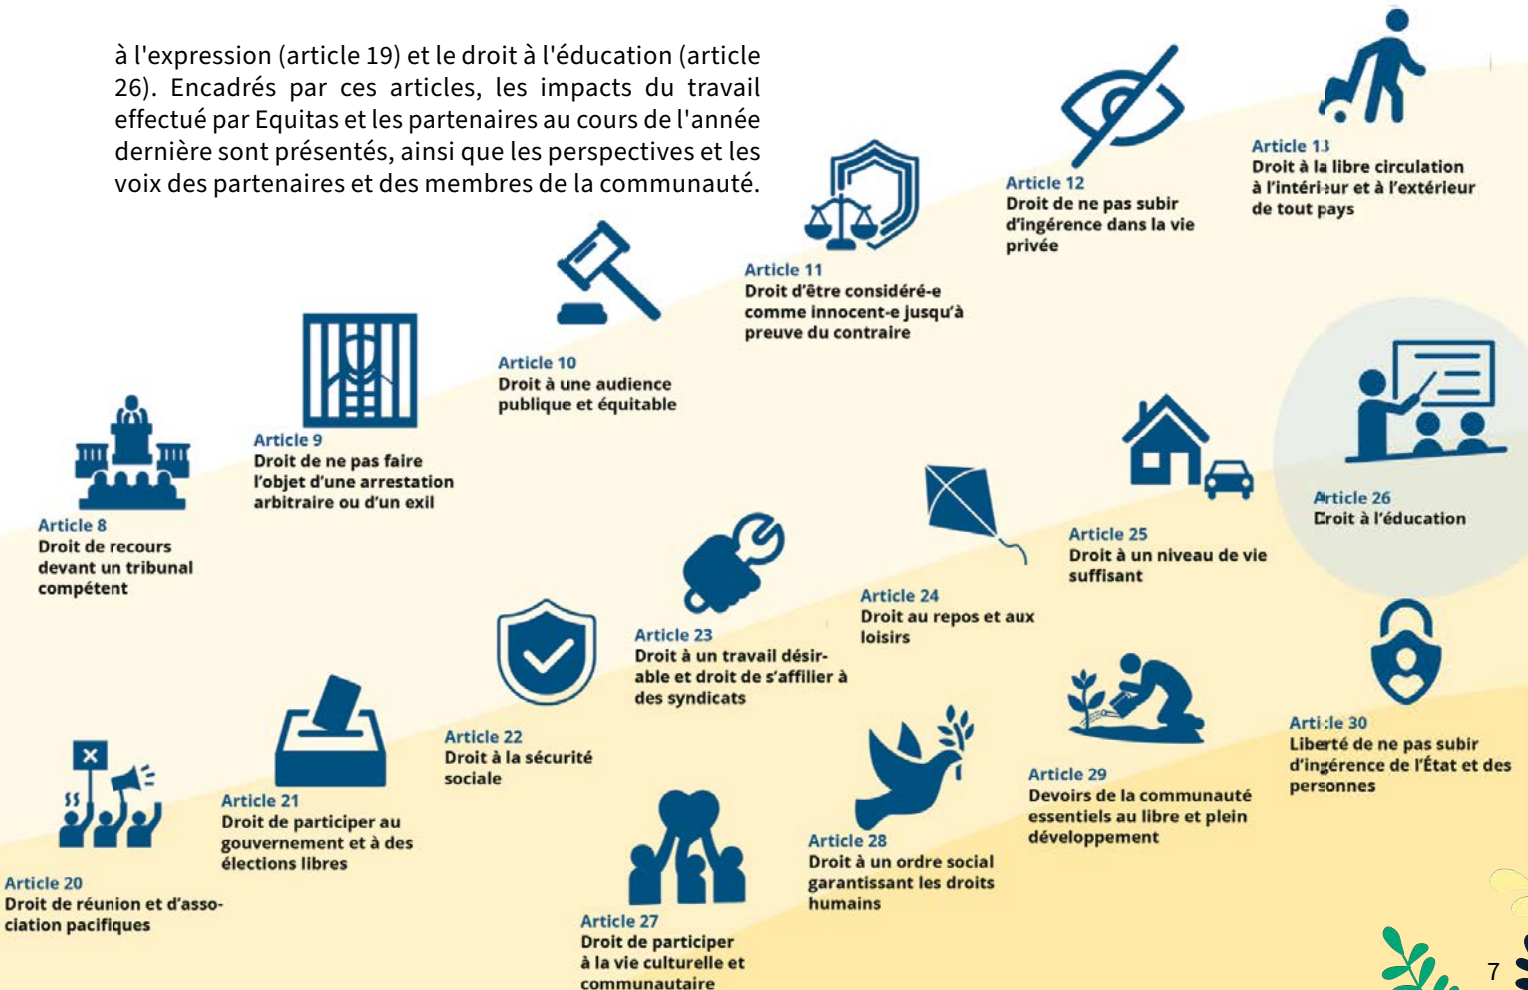 à l'expression (article 19) et le droit à l'éducation (article
26). Encadrés par ces articles, les impacts du travail
effectué par Equitas et les partenaires au cours de l'année
dernière sont présentés, ainsi que les perspectives et les
voix des partenaires et des membres de la communauté.
Article 8
Droit de recours
devant un tribunal
compétent
Article 9
Droit de ne pas faire
l'objet d'une arrestation
arbitraire ou d'un exil
Article 10
Droit à une audience
publique et équitable
Article 11
Droit d'être considéré-e
comme innocent-e jusqu'à
preuve du contraire
Article 12
Droit de ne pas subir
d'ingérence dans la vie
privée
Article 13
Droit à la libre circulation
à l'intérieur et à l'extérieur
de tout pays
Article 20
Droit de réunion et d'asso-
ciation pacifiques
Article 21
Droit de participer au
gouvernement et à des
élections libres
Article 22
Droit à la sécurité
sociale
Article 23
Droit à un travail désir-
able et droit de s'affilier à
des syndicats
Article 24
Droit au repos et aux
loisirs
Article 25
Droit à un niveau de vie
suffisant
Article 26
Droit à l'éducation
Article 27
Droit de participer
à la vie culturelle et
communautaire
Article 28
Droit à un ordre social
garantissant les droits
humains
Article 29
Devoirs de la communauté
essentiels au libre et plein
développement
Article 30
Liberté de ne pas subir
d'ingérence de l'État et des
personnes
7